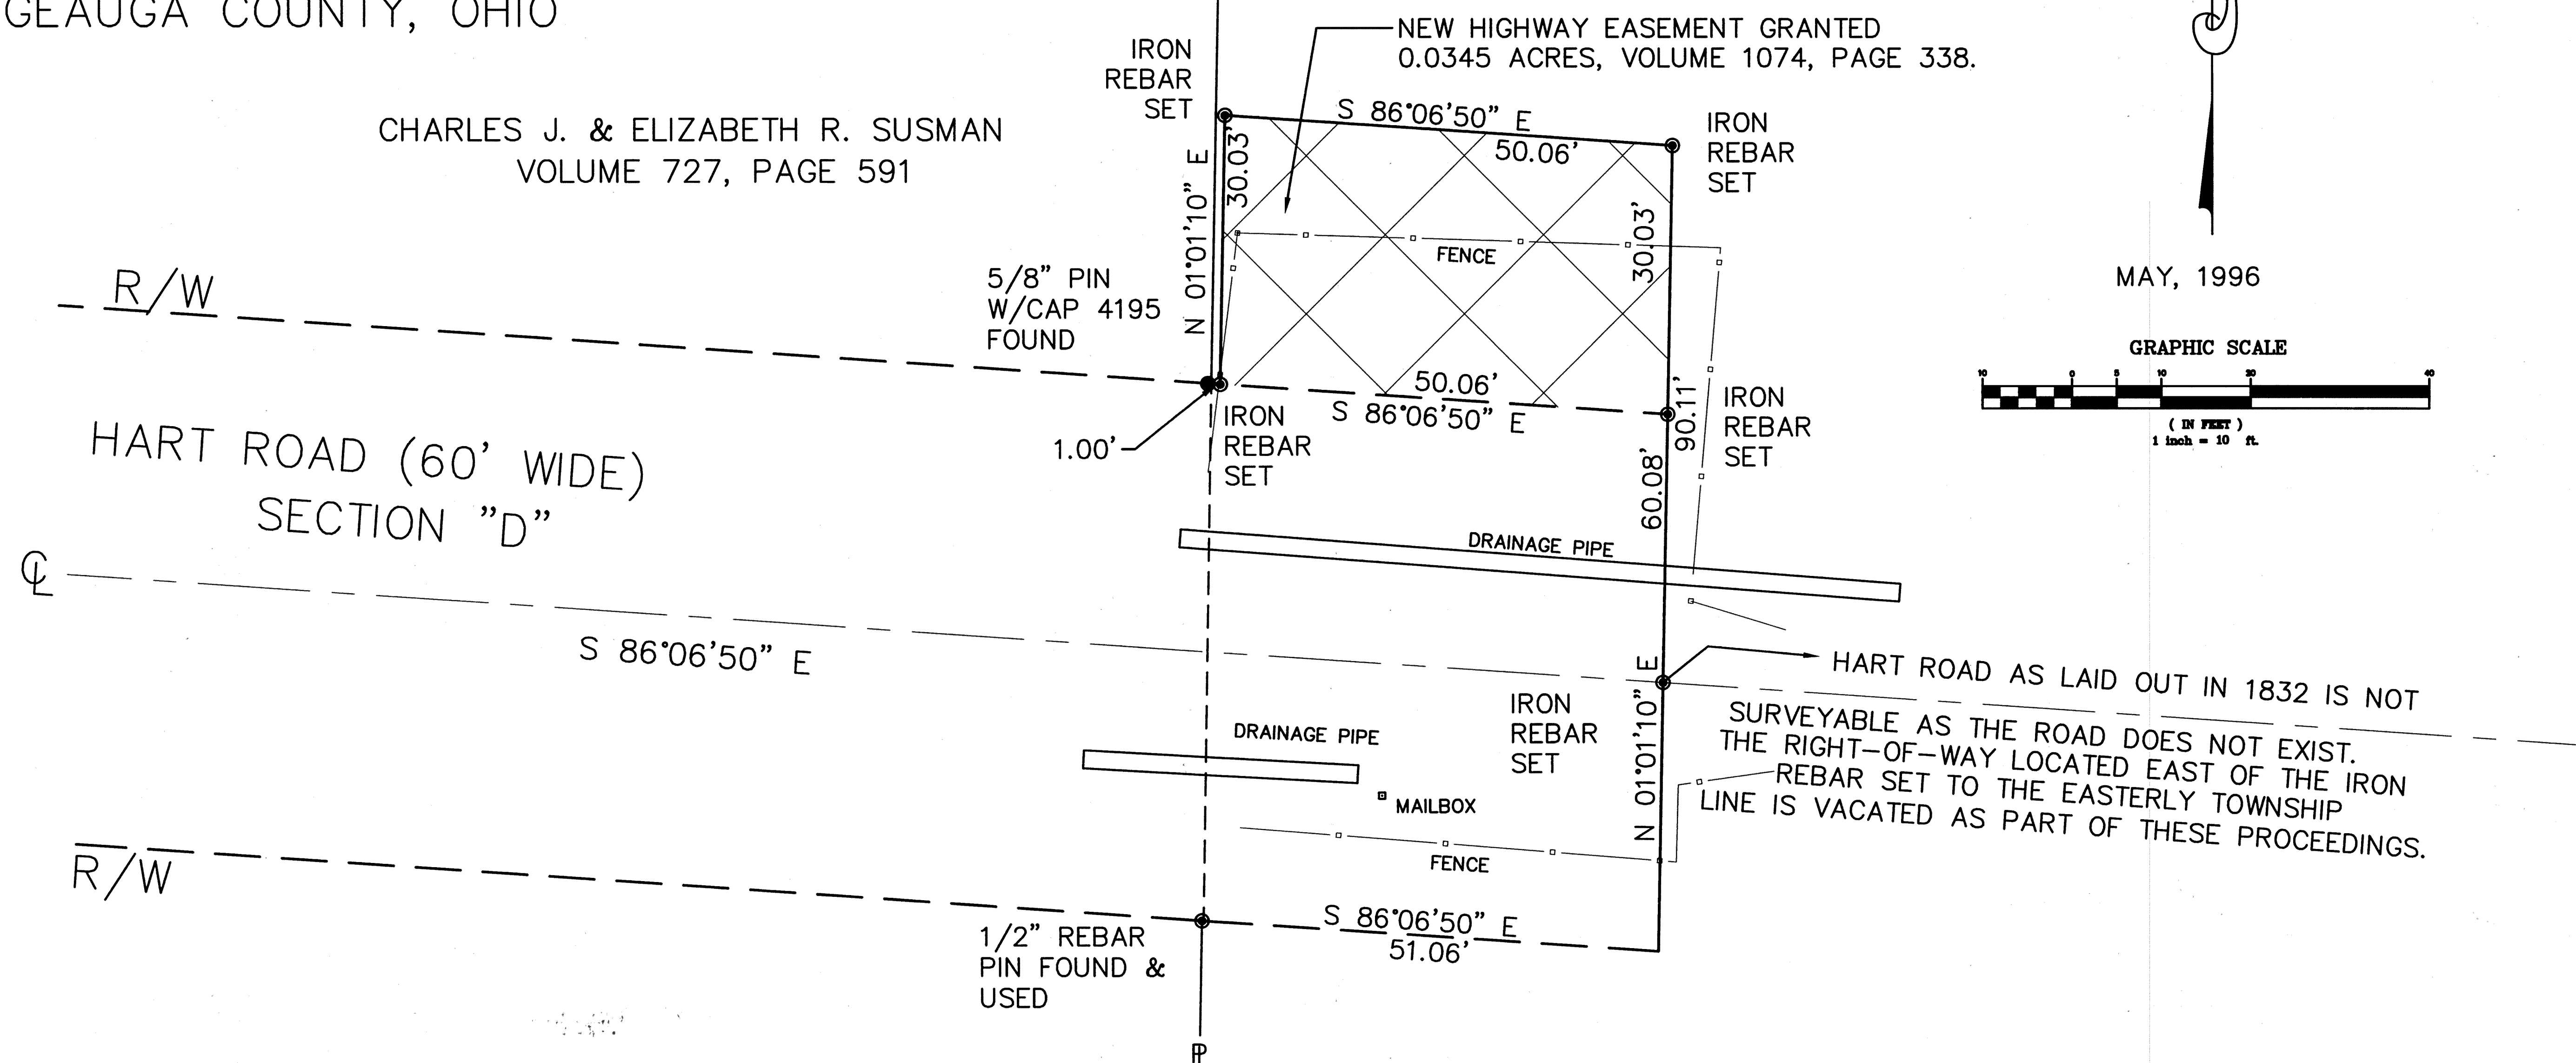 GEAUGA COUNTY, OHIO
NEW HIGHWAY EASEMENT GRANTED
0.0345 ACRES, VOLUME 1074, PAGE 338.
IRON
REBAR
SET
CHARLES J. & ELIZABETH R. SUSMAN
VOLUME 727, PAGE 591
S 86°06'50" E
50.06'
IRON
REBAR
SET
N 01°01'10" E
30.03'
30.03'
FENCE
MAY, 1996
GRAPHIC SCALE
10 0 5 10 20 40
( IN FEET )
1 inch = 10 ft.
R/W
5/8" PIN
W/CAP 4195
FOUND
50.06'
S 86°06'50" E
1.00'
IRON
REBAR
SET
90.11'
IRON
REBAR
SET
60.08'
HART ROAD (60' WIDE)
SECTION "D"
DRAINAGE PIPE
CL
S 86°06'50" E
HART ROAD AS LAID OUT IN 1832 IS NOT
SURVEYABLE AS THE ROAD DOES NOT EXIST.
THE RIGHT-OF-WAY LOCATED EAST OF THE IRON
REBAR SET TO THE EASTERLY TOWNSHIP
LINE IS VACATED AS PART OF THESE PROCEEDINGS.
IRON
REBAR
SET
N 01°01'10" E
DRAINAGE PIPE
MAILBOX
FENCE
R/W
S 86°06'50" E
51.06'
1/2" REBAR
PIN FOUND &
USED
P